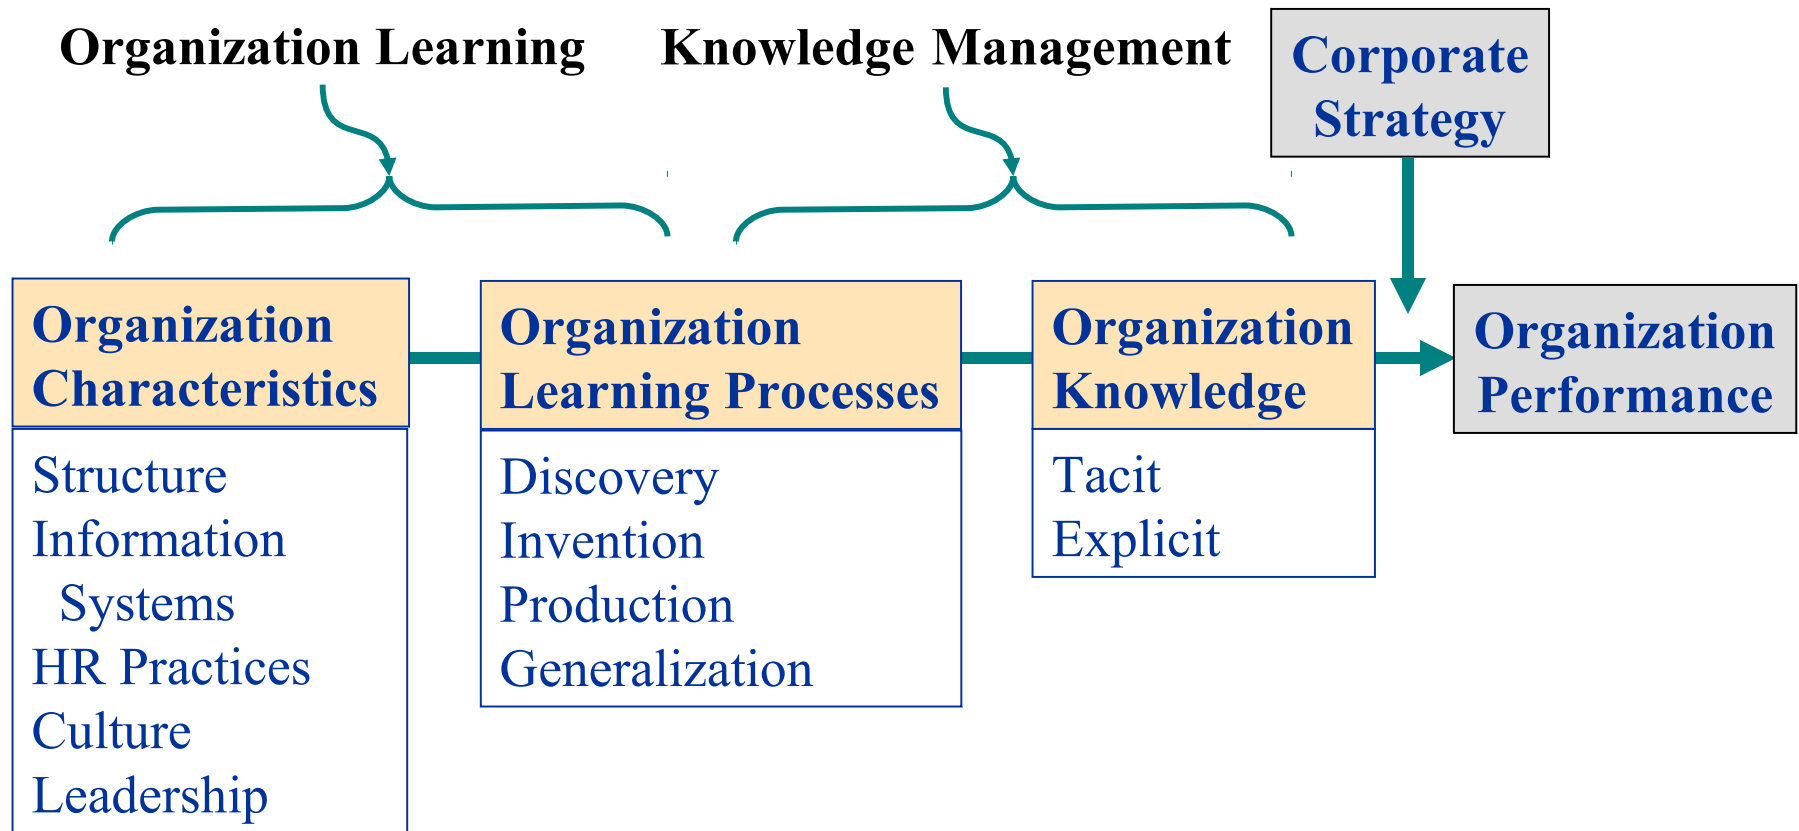 Organization Learning
Knowledge Management
Corporate
Strategy
Organization
Characteristics
Structure
Information
Systems
HR Practices
Culture
Leadership
Organization
Learning Processes
Discovery
Invention
Production
Generalization
Organization
Knowledge
Tacit
Explicit
Organization
Performance